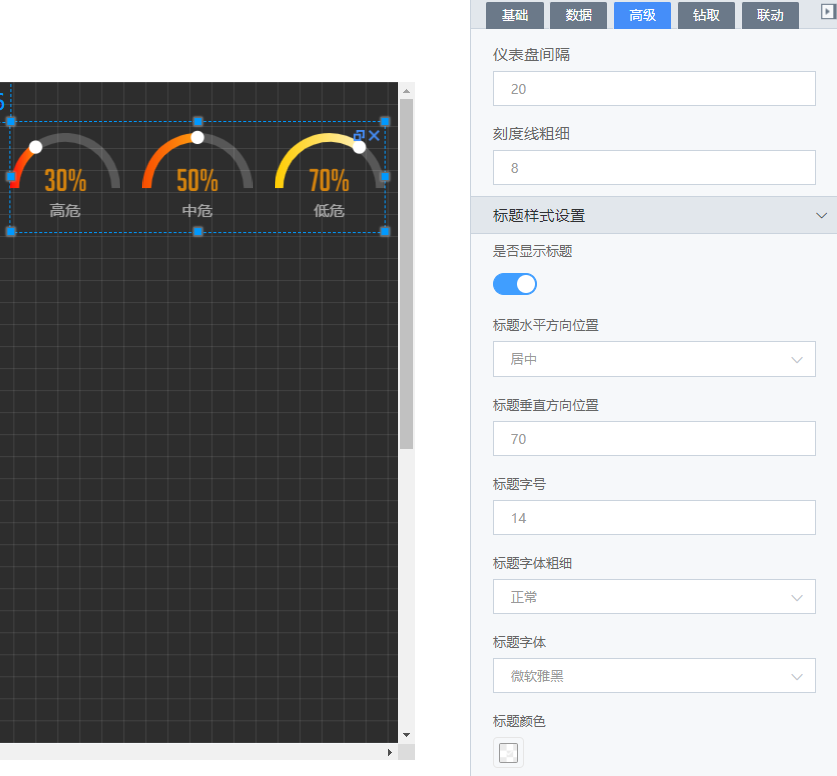 30%
50%
70%
高危
中危
低危
基础
数据
高级
钻取
联动
仪表盘间隔
20
刻度线粗细
8
标题样式设置
是否显示标题
标题水平方向位置
居中
标题垂直方向位置
70
标题字号
14
标题字体粗细
正常
标题字体
微软雅黑
标题颜色